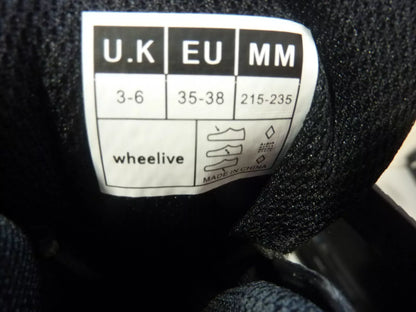 U.K EU MM
3-6 35-38 215-235
wheelive
MADE IN CHINA